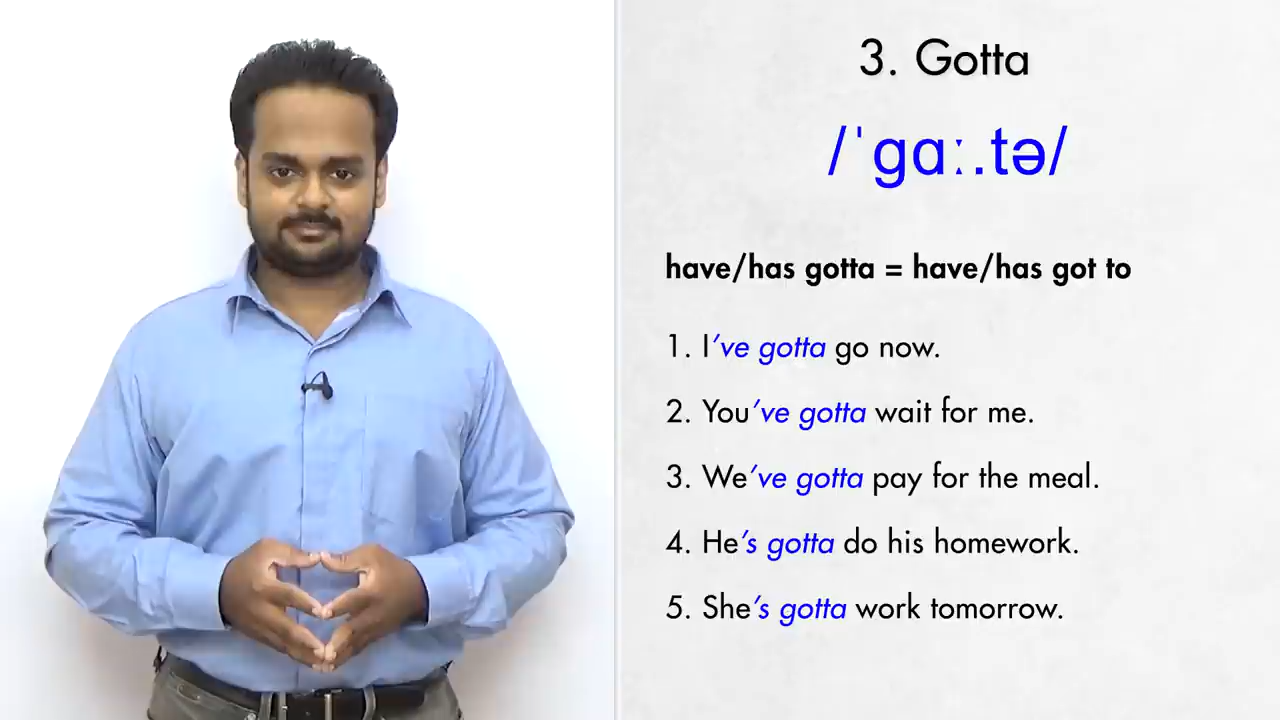 3. Gotta
/ˈɡɑː.tə/
have/has gotta = have/has got to
1. I’ve gotta go now.
2. You’ve gotta wait for me.
3. We’ve gotta pay for the meal.
4. He’s gotta do his homework.
5. She’s gotta work tomorrow.